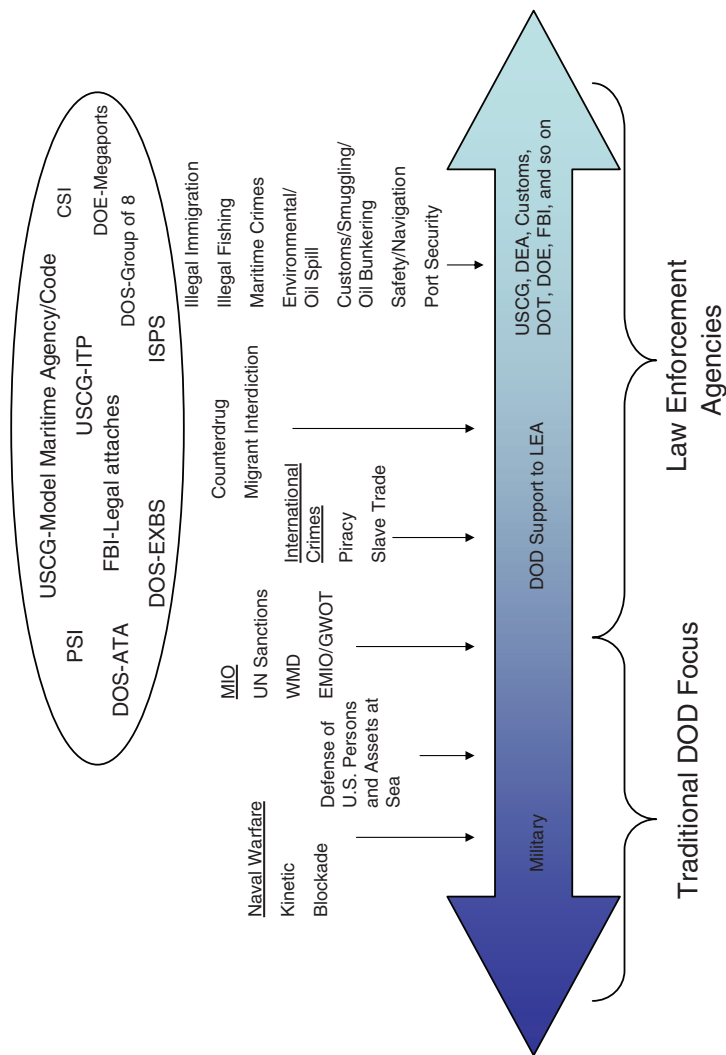 USCG-Model Maritime Agency/Code
CSI
PSI
USCG-ITP
DOE-Megaports
FBI-Legal attaches
DOS-Group of 8
DOS-ATA
DOS-EXBS
ISPS
Naval Warfare
Kinetic
Blockade
Defense of
U.S. Persons
and Assets at
Sea
MIO
UN Sanctions
WMD
EMIO/GWOT
International
Crimes
Piracy
Slave Trade
Counterdrug
Migrant Interdiction
Illegal Immigration
Illegal Fishing
Maritime Crimes
Environmental/
Oil Spill
Customs/Smuggling/
Oil Bunkering
Safety/Navigation
Port Security
Military
DOD Support to LEA
USCG, DEA, Customs,
DOT, DOE, FBI, and so on
Traditional DOD Focus
Law Enforcement
Agencies